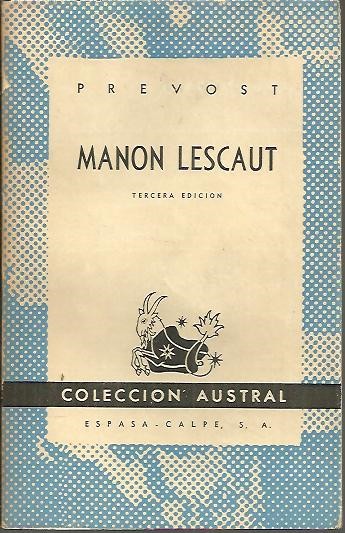 PREVOST
MANON LESCAUT
TERCERA EDICION
COLECCION AUSTRAL
ESPASA - CALPE, S. A.